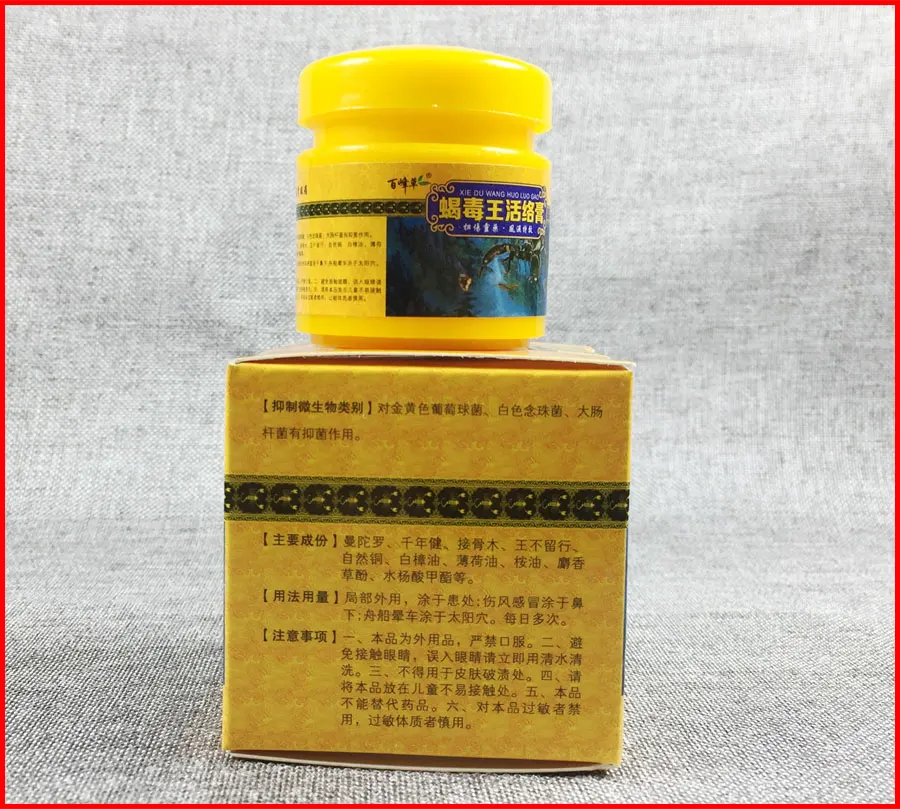 百峰草
XIE DU WANG HUO LUO GAO
蝎毒王活络膏
【抑制微生物类别】对金黄色葡萄球菌、白色念珠菌、大肠
杆菌有抑菌作用。
【主要成份】曼陀罗、千年健、接骨木、王不留行、
自然铜、白樟油、薄荷油、桉油、麝香
草酚、水杨酸甲酯等。
【用法用量】局部外用，涂于患处;伤风感冒涂于鼻
下;舟船晕车涂于太阳穴。每日多次。
【注意事项】一、本品为外用品，严禁口服。二、避
免接触眼睛，误入眼睛请立即用清水清
洗。三、不得用于皮肤破溃处。四、请
将本品放在儿童不易接触处。五、本品
不能替代药品。六、对本品过敏者禁
用，过敏体质者慎用。